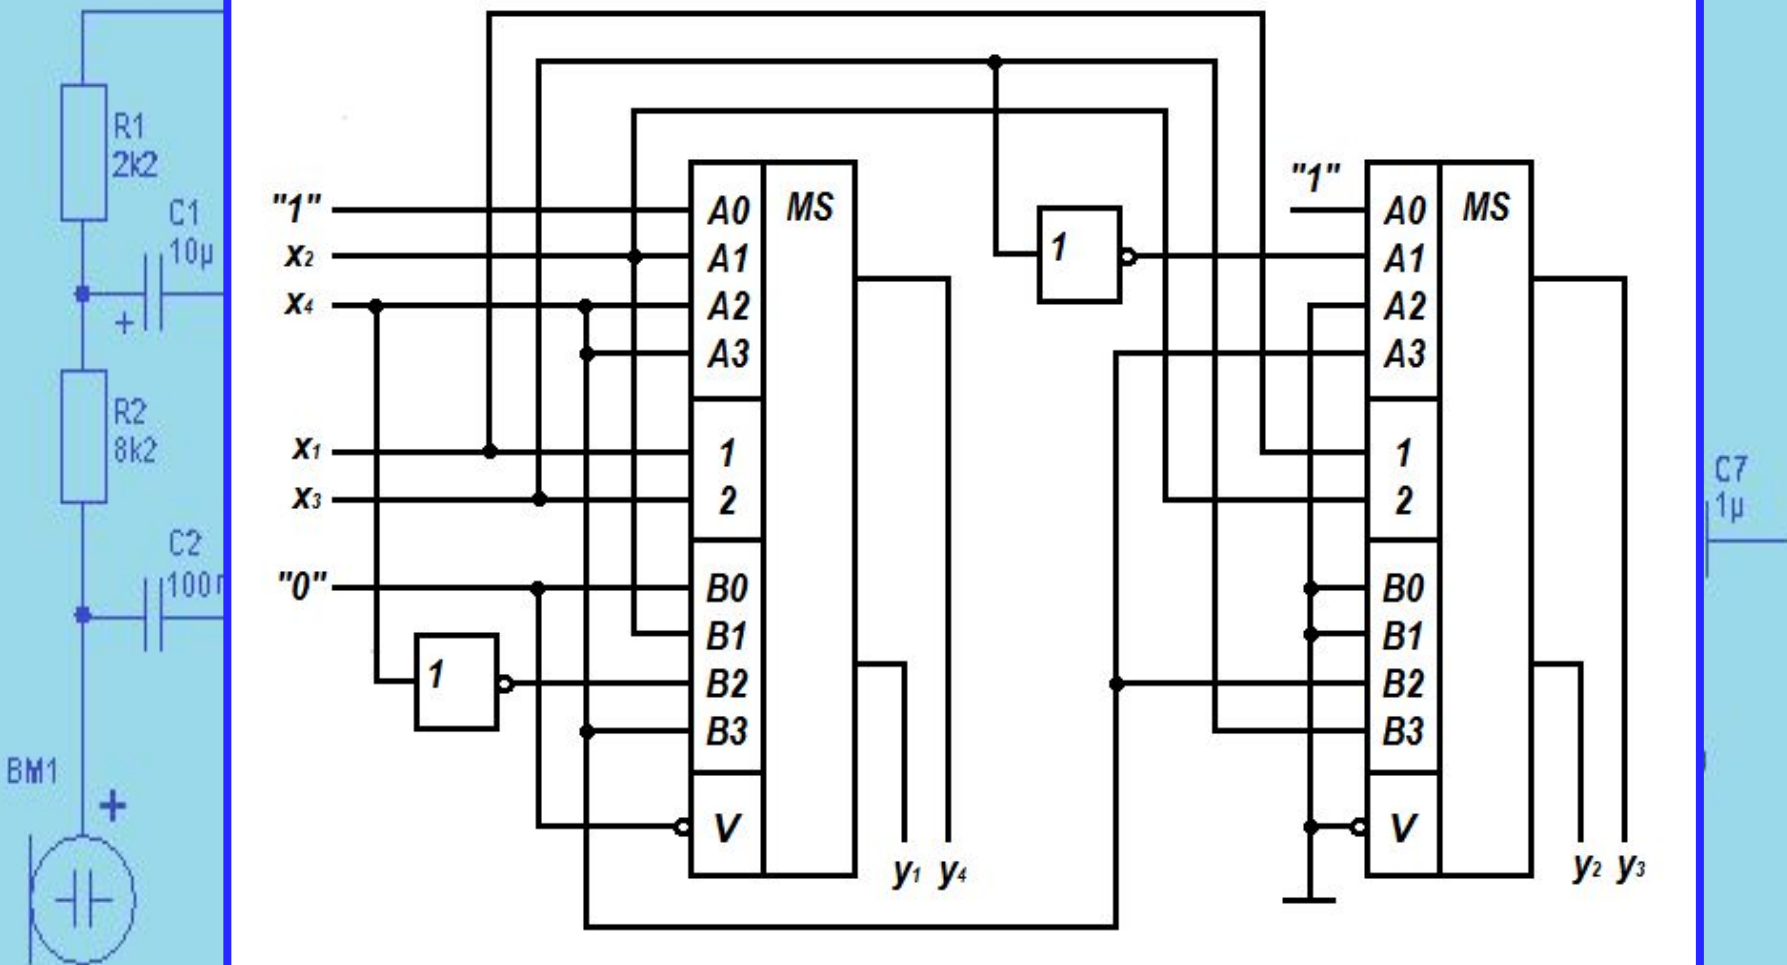 R1
2k2
C1
10µ
+
R2
8k2
C2
BM1
+
"1"
x2
x4
x1
x3
"0"
1
A0
A1
A2
A3
1
2
B0
B1
B2
B3
V
MS
y1 y4
1
"1"
A0
A1
A2
A3
1
2
B0
B1
B2
B3
V
MS
y2 y3
C7
1µ